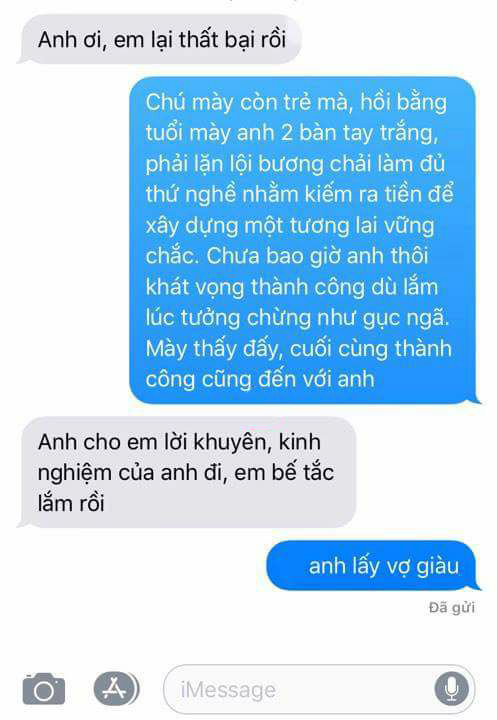 Anh ơi, em lại thất bại rồi
Chú mày còn trẻ mà, hồi bằng
tuổi mày anh 2 bàn tay trắng,
phải lặn lội bương chải làm đủ
thứ nghề nhằm kiếm ra tiền để
xây dựng một tương lai vững
chắc. Chưa bao giờ anh thôi
khát vọng thành công dù lắm
lúc tưởng chừng như gục ngã.
Mày thấy đấy, cuối cùng thành
công cũng đến với anh
Anh cho em lời khuyên, kinh
nghiệm của anh đi, em bế tắc
lắm rồi
anh lấy vợ giàu
Đã gửi
iMessage